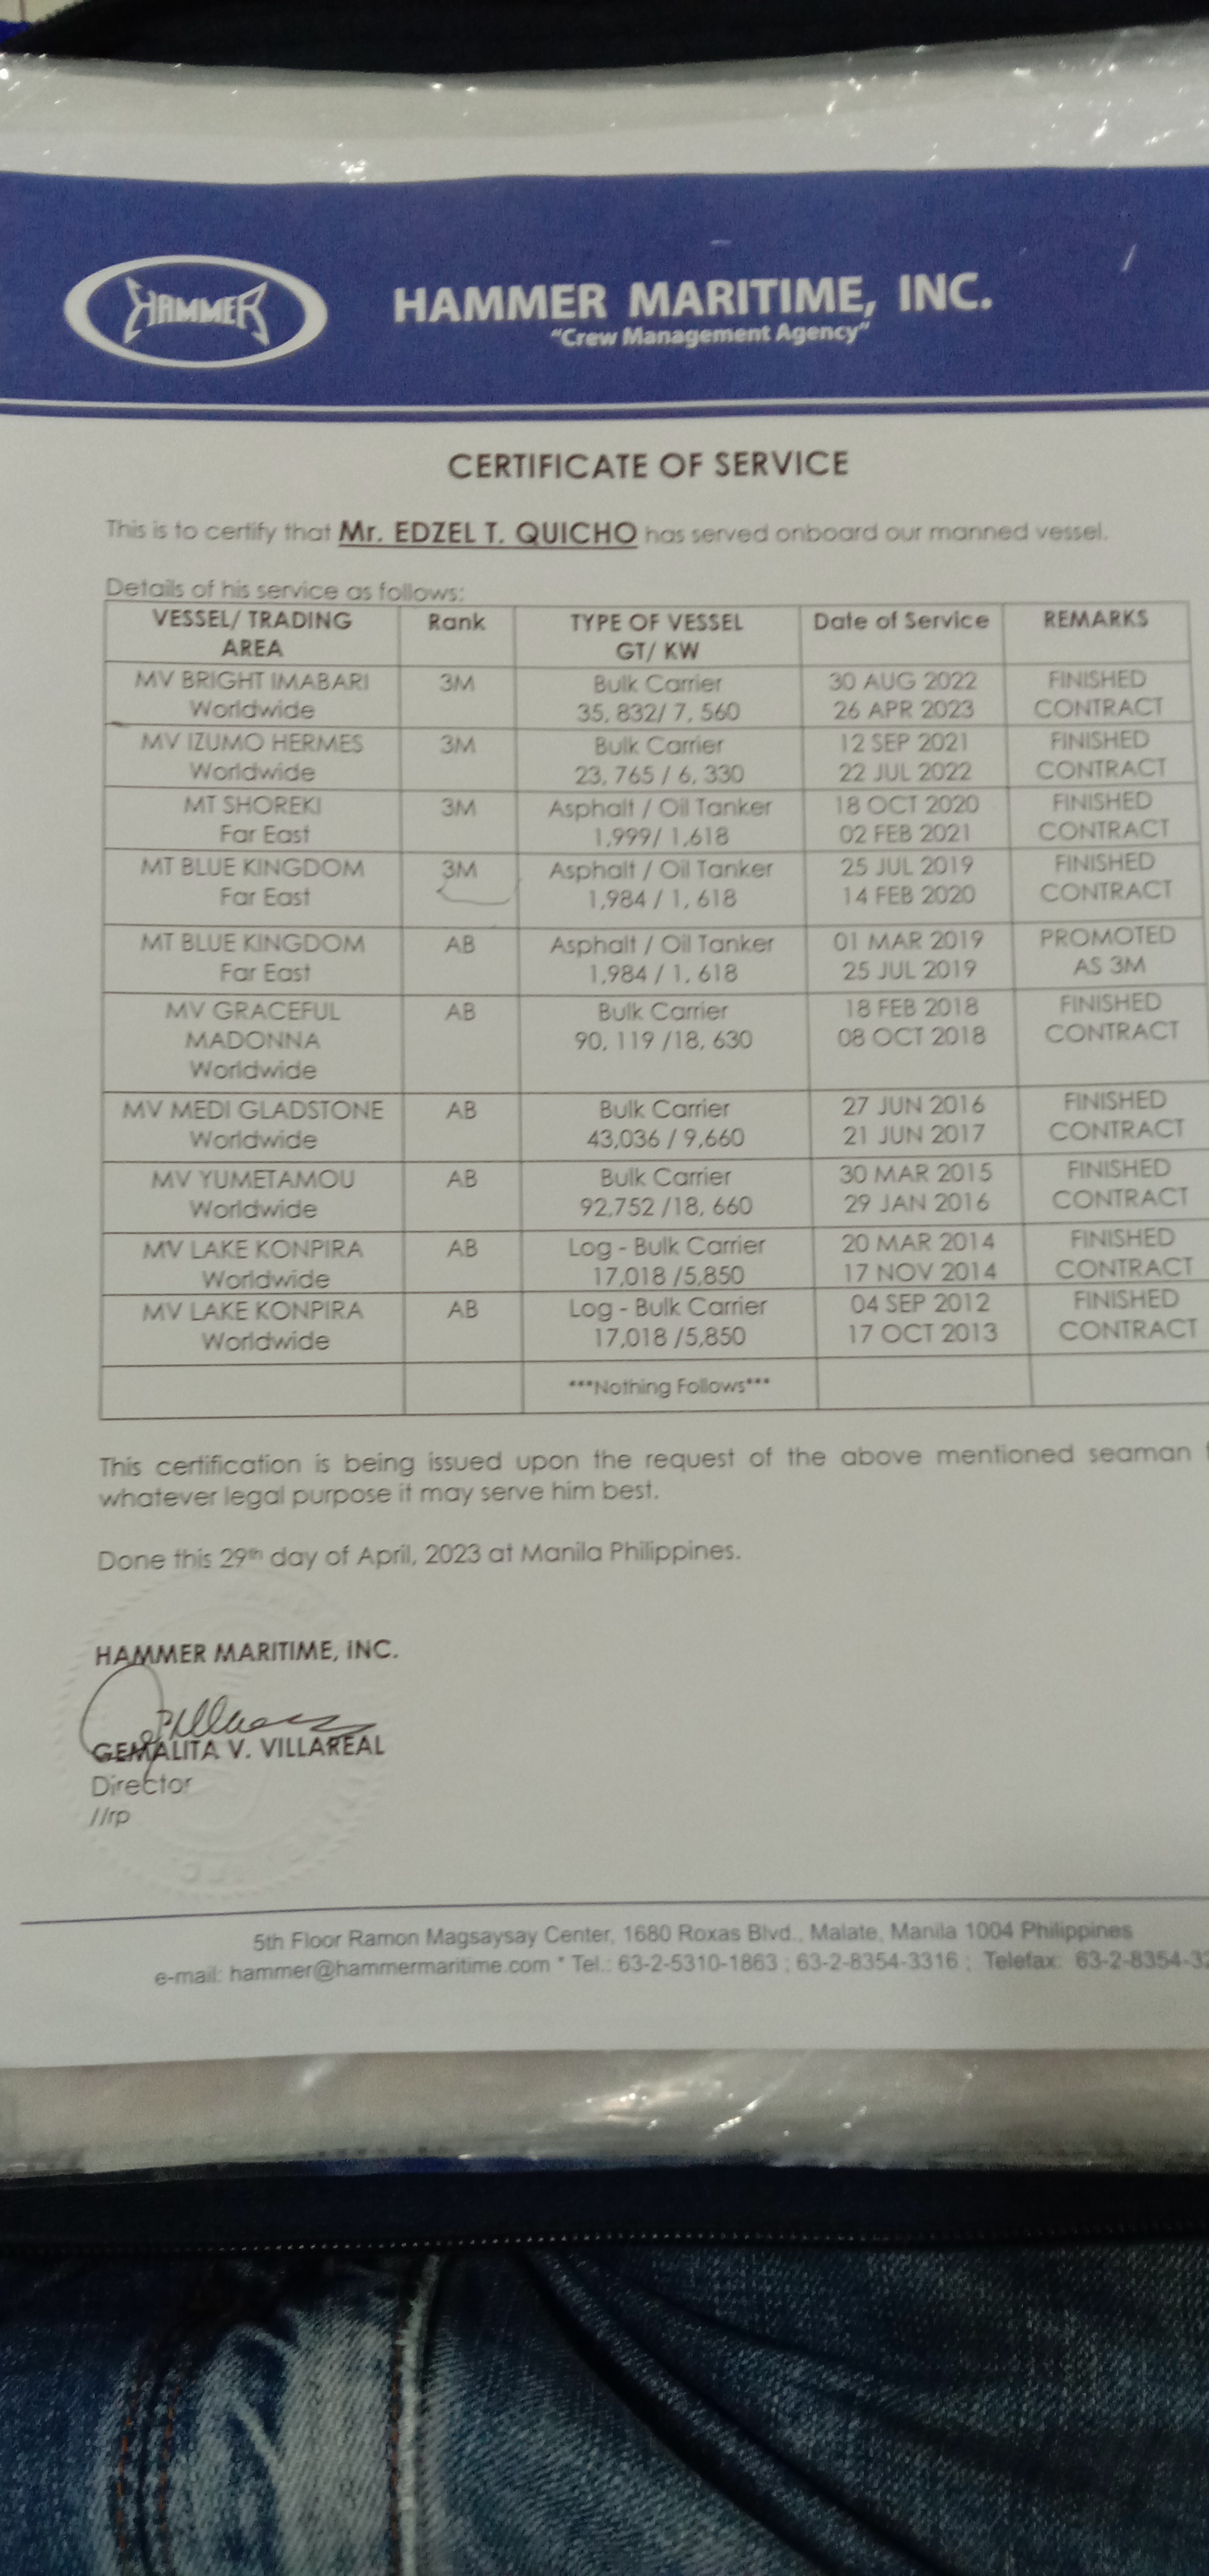 HAMMER
HAMMER MARITIME, INC.
"Crew Management Agency"
CERTIFICATE OF SERVICE
This is to certify that Mr. EDZEL T. QUICHO has served onboard our manned vessel.
Details of his service as follows:
VESSEL/ TRADING AREA Rank TYPE OF VESSEL GT/ KW Date of Service REMARKS
MV BRIGHT IMABARI 3M Bulk Carrier 30 AUG 2022 FINISHED
Worldwide 35, 832/ 7, 560 26 APR 2023 CONTRACT
MV IZUMO HERMES 3M Bulk Carrier 12 SEP 2021 FINISHED
Worldwide 23, 765 / 6, 330 22 JUL 2022 CONTRACT
MT SHOREKI 3M Asphalt / Oil Tanker 18 OCT 2020 FINISHED
Far East 1,999/ 1,618 02 FEB 2021 CONTRACT
MT BLUE KINGDOM 3M Asphalt / Oil Tanker 25 JUL 2019 FINISHED
Far East 1,984 / 1, 618 14 FEB 2020 CONTRACT
MT BLUE KINGDOM AB Asphalt / Oil Tanker 01 MAR 2019 PROMOTED
Far East 1,984 / 1, 618 25 JUL 2019 AS 3M
MV GRACEFUL AB Bulk Carrier 18 FEB 2018 FINISHED
MADONNA 90, 119 /18, 630 08 OCT 2018 CONTRACT
Worldwide
MV MEDI GLADSTONE AB Bulk Carrier 27 JUN 2016 FINISHED
Worldwide 43,036 / 9,660 21 JUN 2017 CONTRACT
MV YUMETAMOU AB Bulk Carrier 30 MAR 2015 FINISHED
Worldwide 92,752 /18, 660 29 JAN 2016 CONTRACT
MV LAKE KONPIRA AB Log - Bulk Carrier 20 MAR 2014 FINISHED
Worldwide 17,018 /5,850 17 NOV 2014 CONTRACT
MV LAKE KONPIRA AB Log - Bulk Carrier 04 SEP 2012 FINISHED
Worldwide 17,018 /5,850 17 OCT 2013 CONTRACT
***Nothing Follows***
This certification is being issued upon the request of the above mentioned seaman
whatever legal purpose it may serve him best.
Done this 29th day of April, 2023 at Manila Philippines.
HAMMER MARITIME, INC.
GEMALITA V. VILLAREAL
Director
//rp
5th Floor Ramon Magsaysay Center, 1680 Roxas Blvd., Malate, Manila 1004 Philippines
e-mail: hammer@hammermaritime.com * Tel.: 63-2-5310-1863 ; 63-2-8354-3316 ; Telefax: 63-2-8354-32